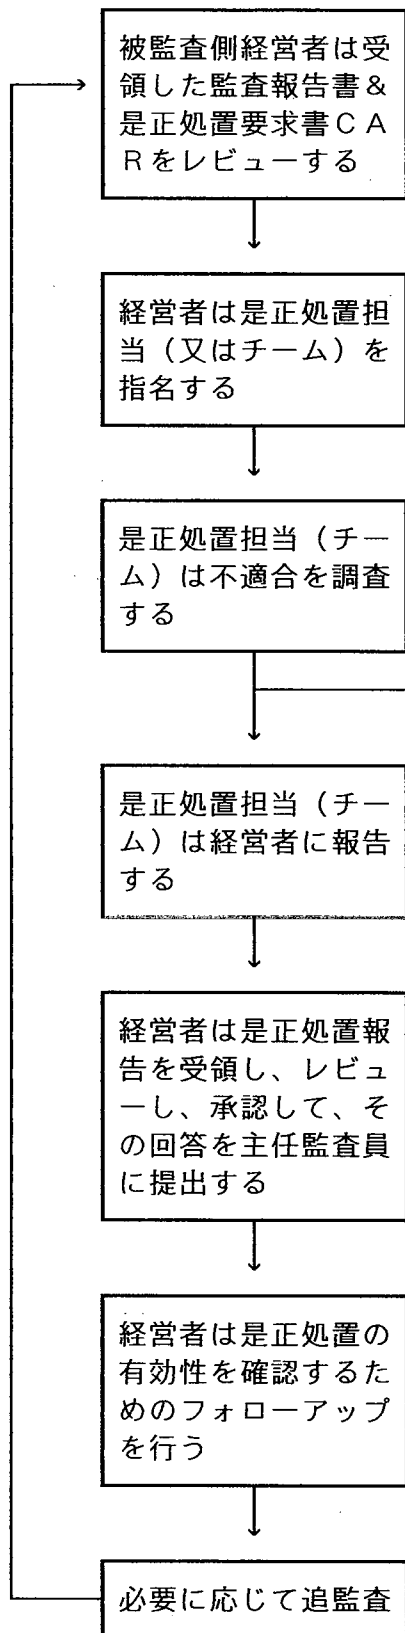 被監査側経営者は受
領した監査報告書＆
是正処置要求書ＣＡ
Ｒをレビューする
経営者は是正処置担
当（又はチーム）を
指名する
是正処置担当（チー
ム）は不適合を調査
する
是正処置担当（チー
ム）は経営者に報告
する
経営者は是正処置報
告を受領し、レビュ
ーし、承認して、そ
の回答を主任監査員
に提出する
経営者は是正処置の
有効性を確認するた
めのフォローアップ
を行う
必要に応じて追監査